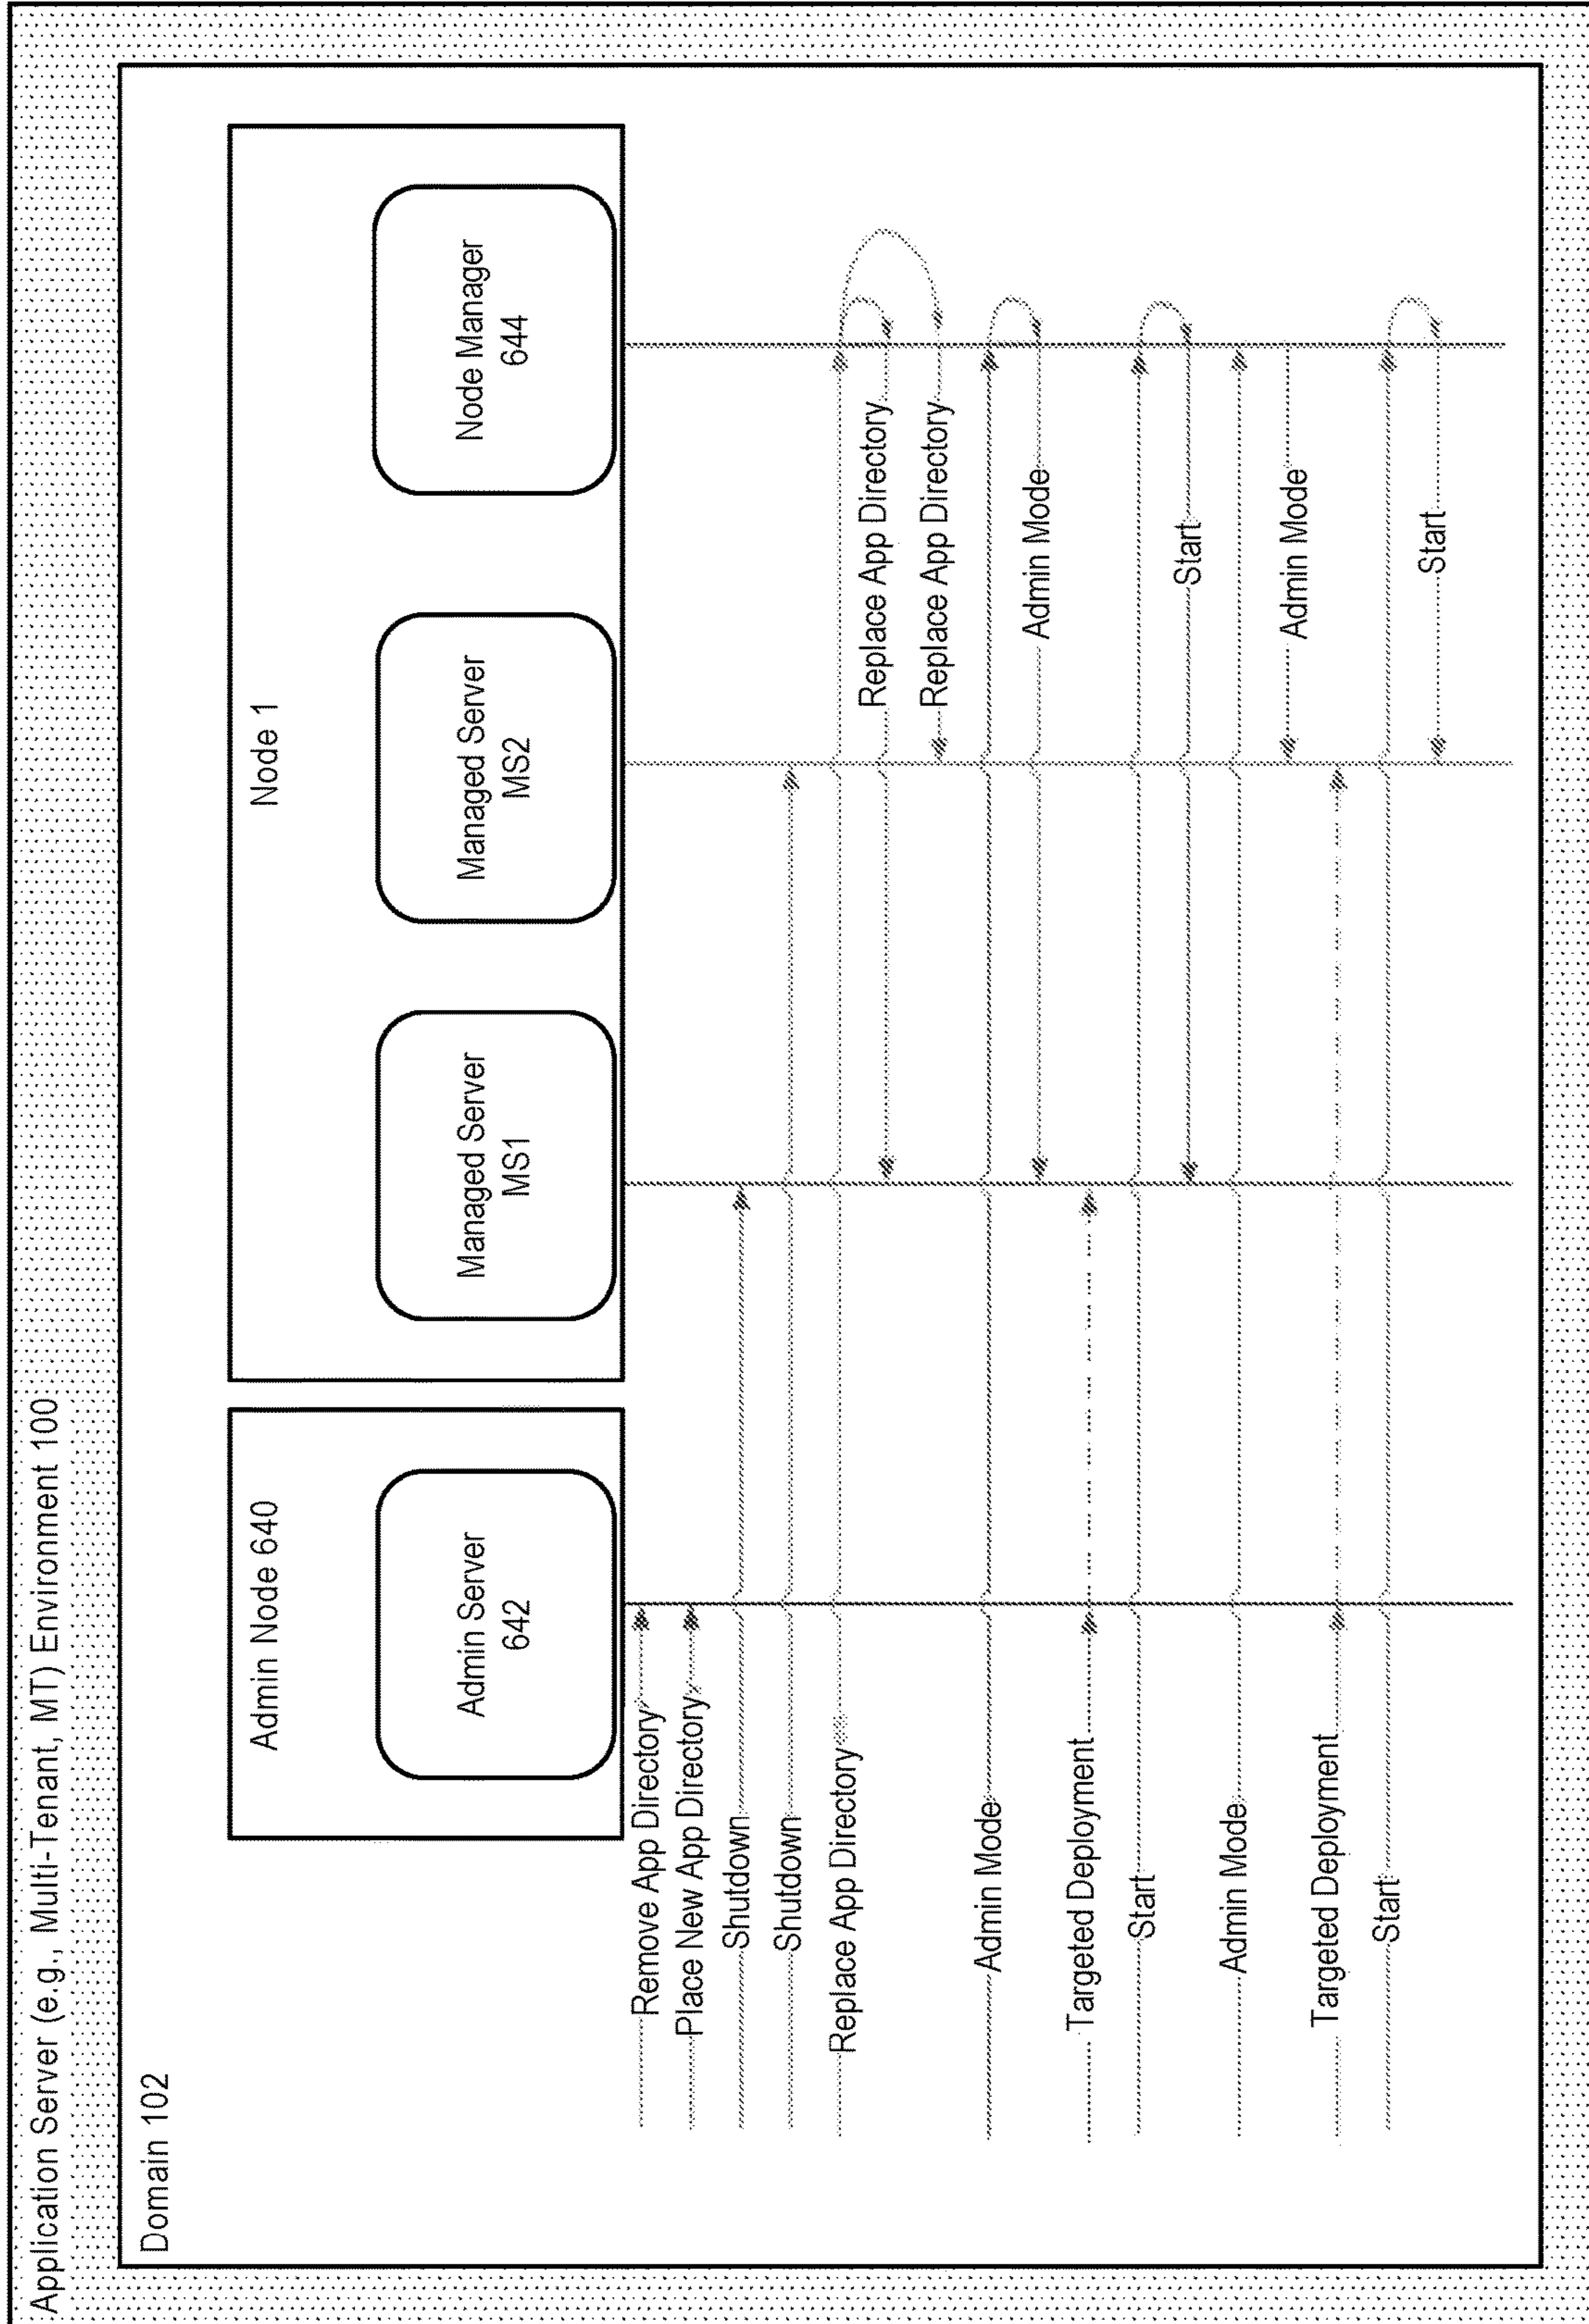 Application Server (e.g., Multi-Tenant, MT) Environment 100
Domain 102
Admin Node 640
Node 1
Admin Server
642
Managed Server
MS1
Managed Server
MS2
Node Manager
644
Remove App Directory
Place New App Directory
Shutdown
Shutdown
Replace App Directory
Replace App Directory
Replace App Directory
Admin Mode
Admin Mode
Targeted Deployment
Start
Start
Admin Mode
Admin Mode
Targeted Deployment
Start
Start